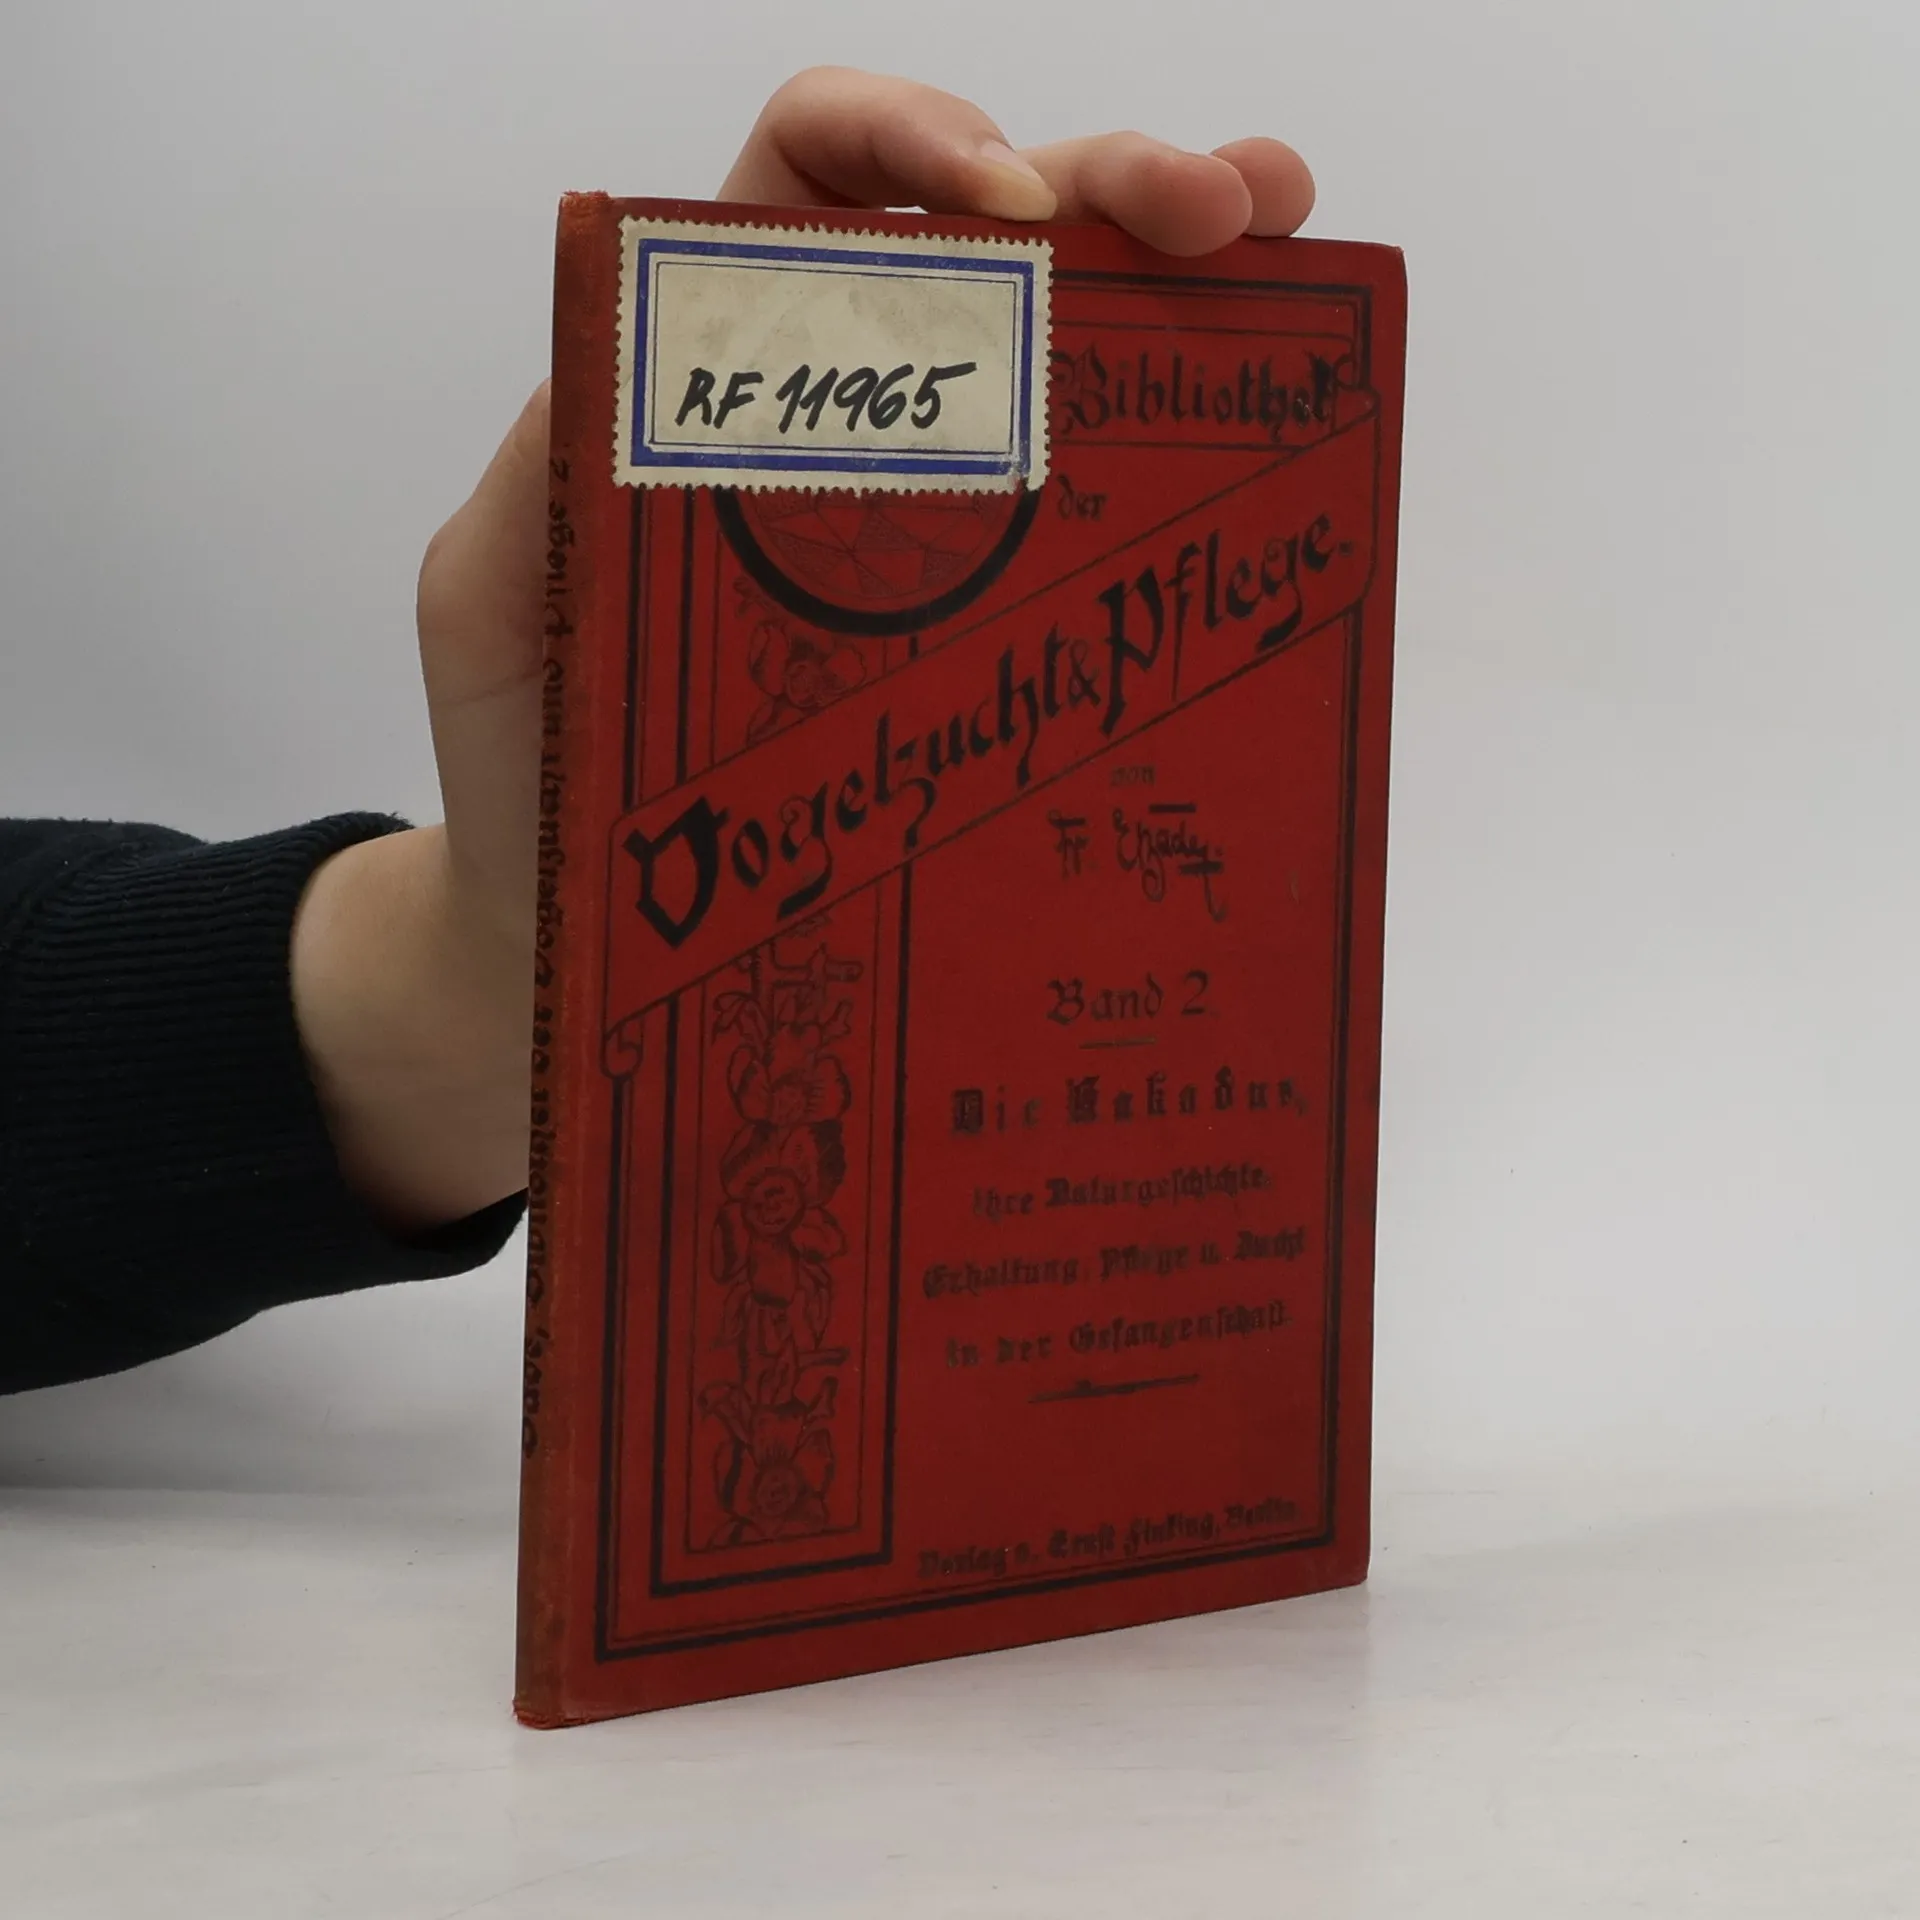 RF 11965
Bibliothek
der
Vogelzucht & Pflege.
von
Fr.
Band 2.
Die Kakadus,
ihre Naturgeschichte,
Erhaltung, Pflege u. Zucht
in der Gefangenschaft.
Verlag v. Ernst Finking, Berlin.